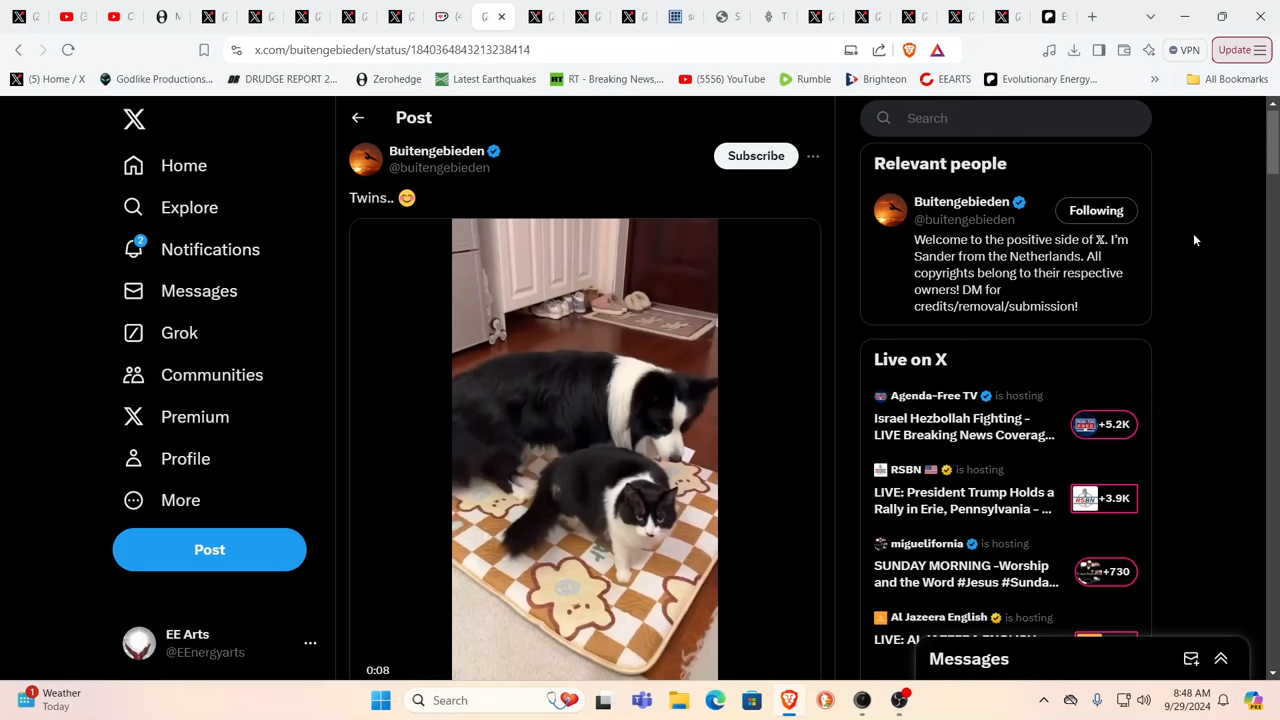 x.com/buitengebieden/status/1840364843213238414
VPN
Update
(5) Home / X
Godlike Productions...
DRUDGE REPORT 2...
Zerohedge
Latest Earthquakes
RT - Breaking News,...
(5556) YouTube
Rumble
Brighteon
EEARTS
Evolutionary Energy...
All Bookmarks
Home
Explore
2
Notifications
Messages
Grok
Communities
Premium
Profile
More
Post
EE Arts
@EEnergyarts
Post
Buitengebieden
@buitengebieden
Subscribe
Twins.. 😊
0:08
Search
Relevant people
Buitengebieden
@buitengebieden
Following
Welcome to the positive side of 𝕏. I'm
Sander from the Netherlands. All
copyrights belong to their respective
owners! DM for
credits/removal/submission!
Live on X
Agenda-Free TV is hosting
Israel Hezbollah Fighting -
LIVE Breaking News Coverag...
+5.2K
RSBN 🇺🇸 is hosting
LIVE: President Trump Holds a
Rally in Erie, Pennsylvania - ...
+3.9K
miguelifornia is hosting
SUNDAY MORNING -Worship
and the Word #Jesus #Sunda...
+730
Al Jazeera English is hosting
Messages
1
Weather
Today
Search
8:48 AM
9/29/2024
PRE